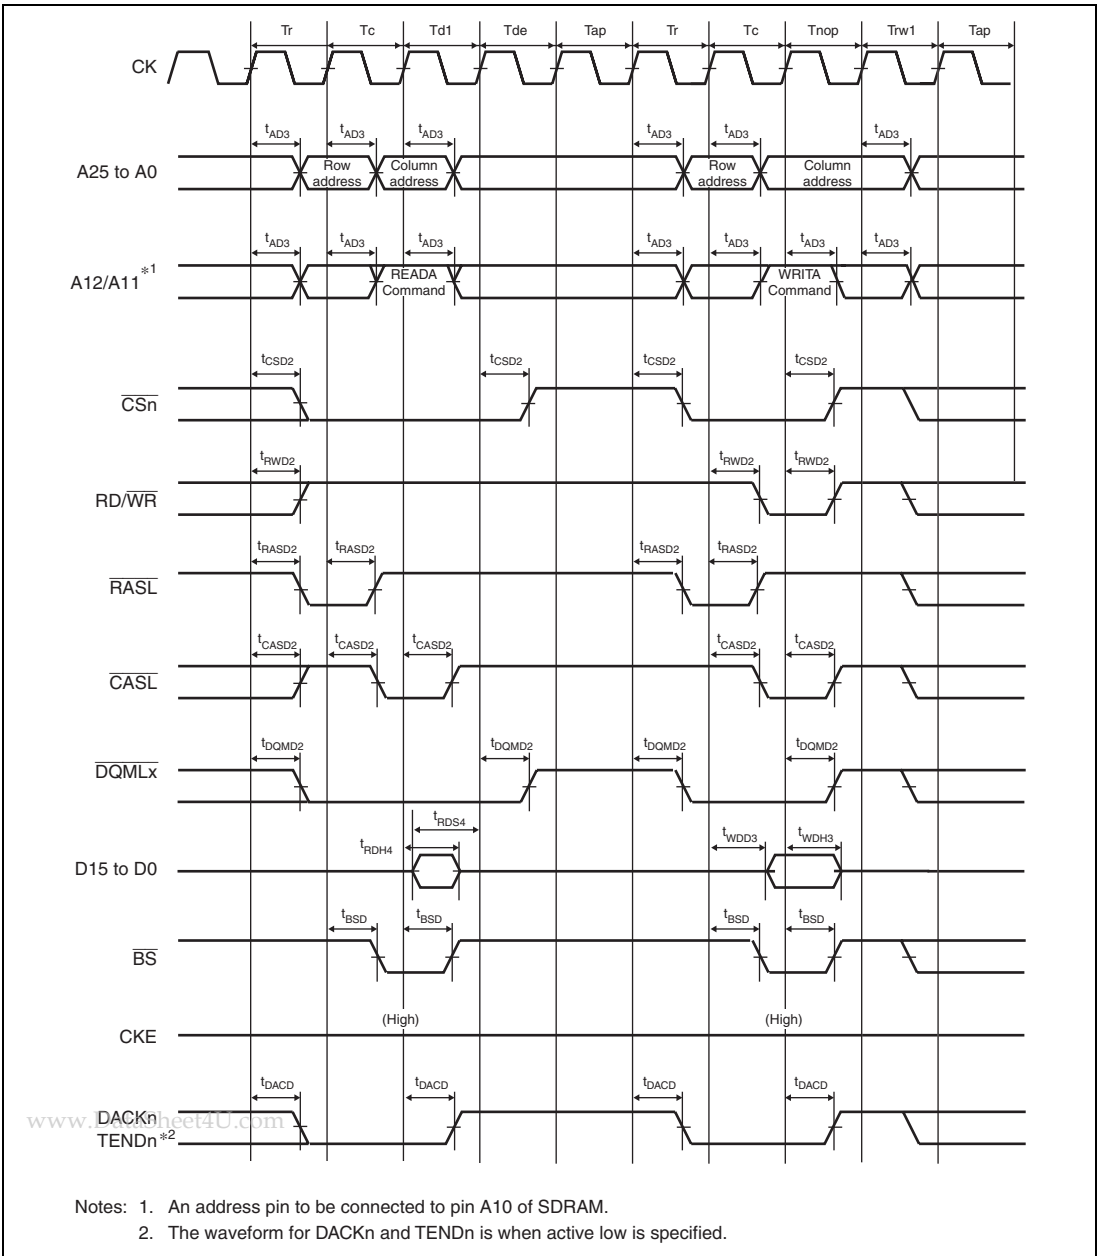 Tr Tc Td1 Tde Tap Tr Tc Tnop Trw1 Tap
CK
tAD3 tAD3 tAD3 tAD3 tAD3 tAD3
A25 to A0
Row address
Column address
Row address
Column address
tAD3 tAD3 tAD3 tAD3 tAD3 tAD3 tAD3
A12/A11*1
READA Command
WRITA Command
tCSD2 tCSD2 tCSD2 tCSD2
CSn
tRWD2 tRWD2 tRWD2
RD/WR
tRASD2 tRASD2 tRASD2 tRASD2
RASL
tCASD2 tCASD2 tCASD2 tCASD2 tCASD2
CASL
tDQMD2 tDQMD2 tDQMD2 tDQMD2
DQMLx
tRDS4
tRDH4 tWDD3 tWDH3
D15 to D0
tBSD tBSD tBSD tBSD
BS
(High) (High)
CKE
tDACD tDACD tDACD tDACD
www.DataSheet4U.com
DACKn
TENDn*2
Notes: 1. An address pin to be connected to pin A10 of SDRAM.
2. The waveform for DACKn and TENDn is when active low is specified.